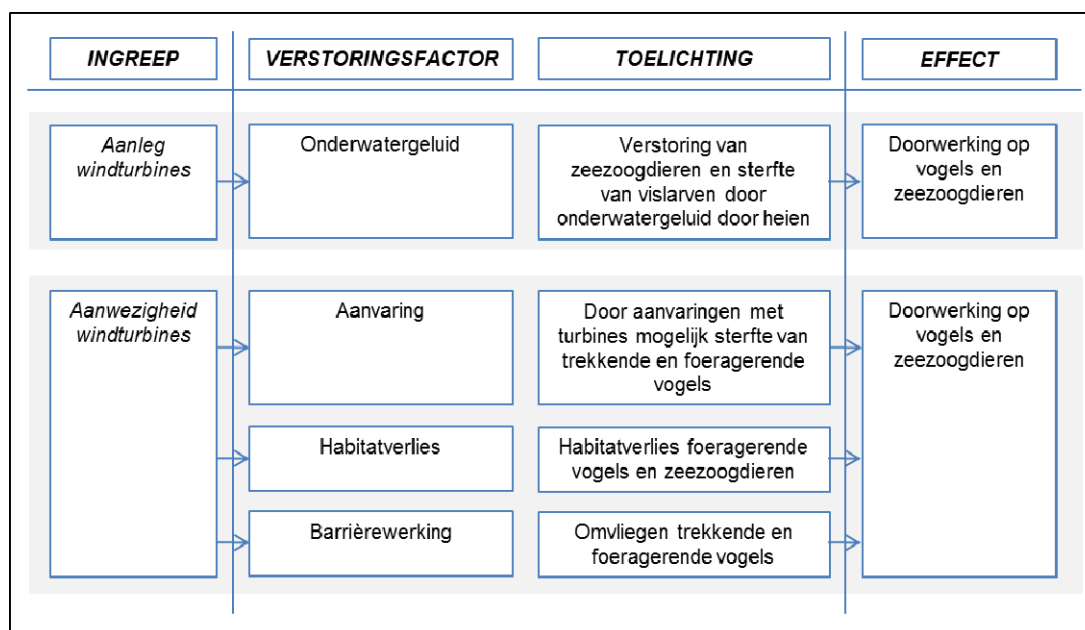 INGREEP
VERSTORINGSFACTOR
TOELICHTING
EFFECT
Aanleg
windturbines
Onderwatergeluid
Verstoring van
zeezoogdieren en sterfte
van vislarven door
onderwatergeluid door heien
Doorwerking op
vogels en
zeezoogdieren
Aanwezigheid
windturbines
Aanvaring
Door aanvaringen met
turbines mogelijk sterfte van
trekkende en foeragerende
vogels
Doorwerking op
vogels en
zeezoogdieren
Habitatverlies
Habitatverlies foeragerende
vogels en zeezoogdieren
Barrièrewerking
Omvliegen trekkende en
foeragerende vogels